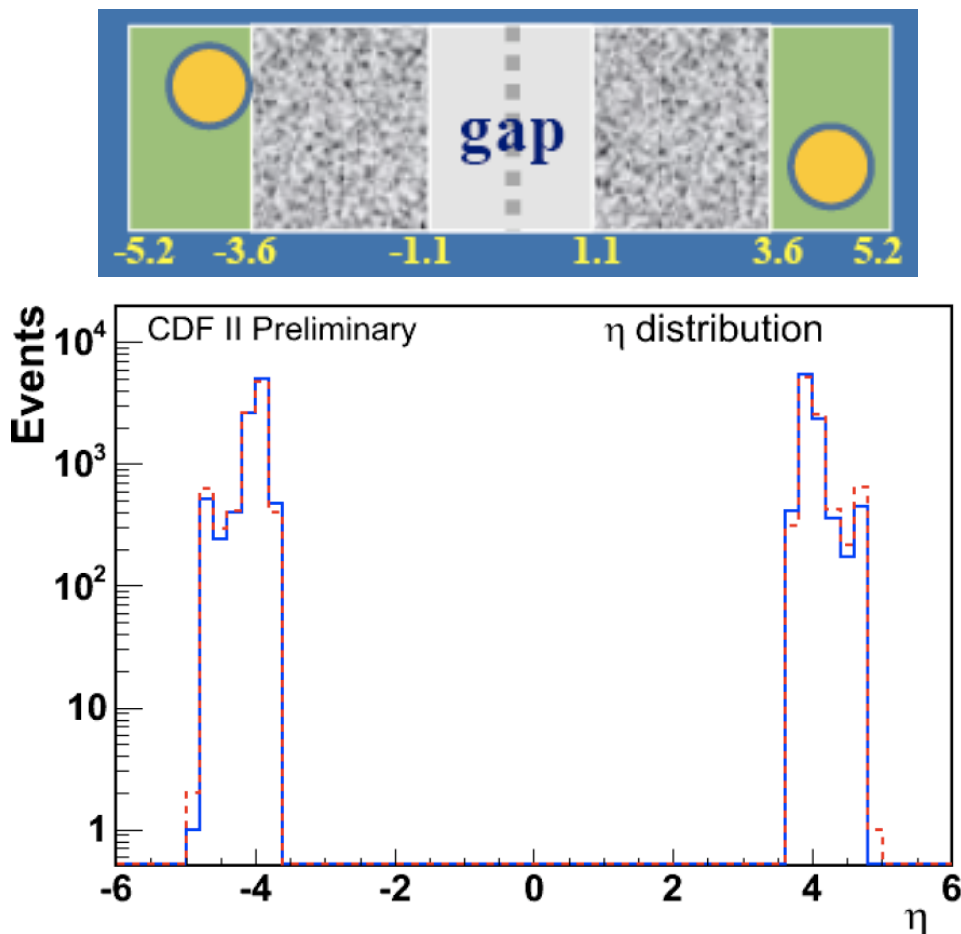 gap
-5.2 -3.6 -1.1 1.1 3.6 5.2
CDF II Preliminary η distribution
Events
10⁴
10³
10²
10
1
-6 -4 -2 0 2 4 6
η